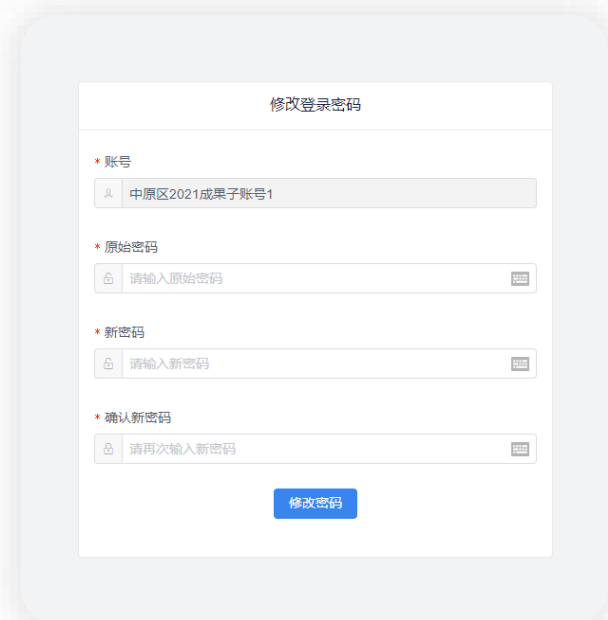 修改登录密码
* 账号
中原区2021成果子账号1
* 原始密码
请输入原始密码
* 新密码
请输入新密码
* 确认新密码
请再次输入新密码
修改密码